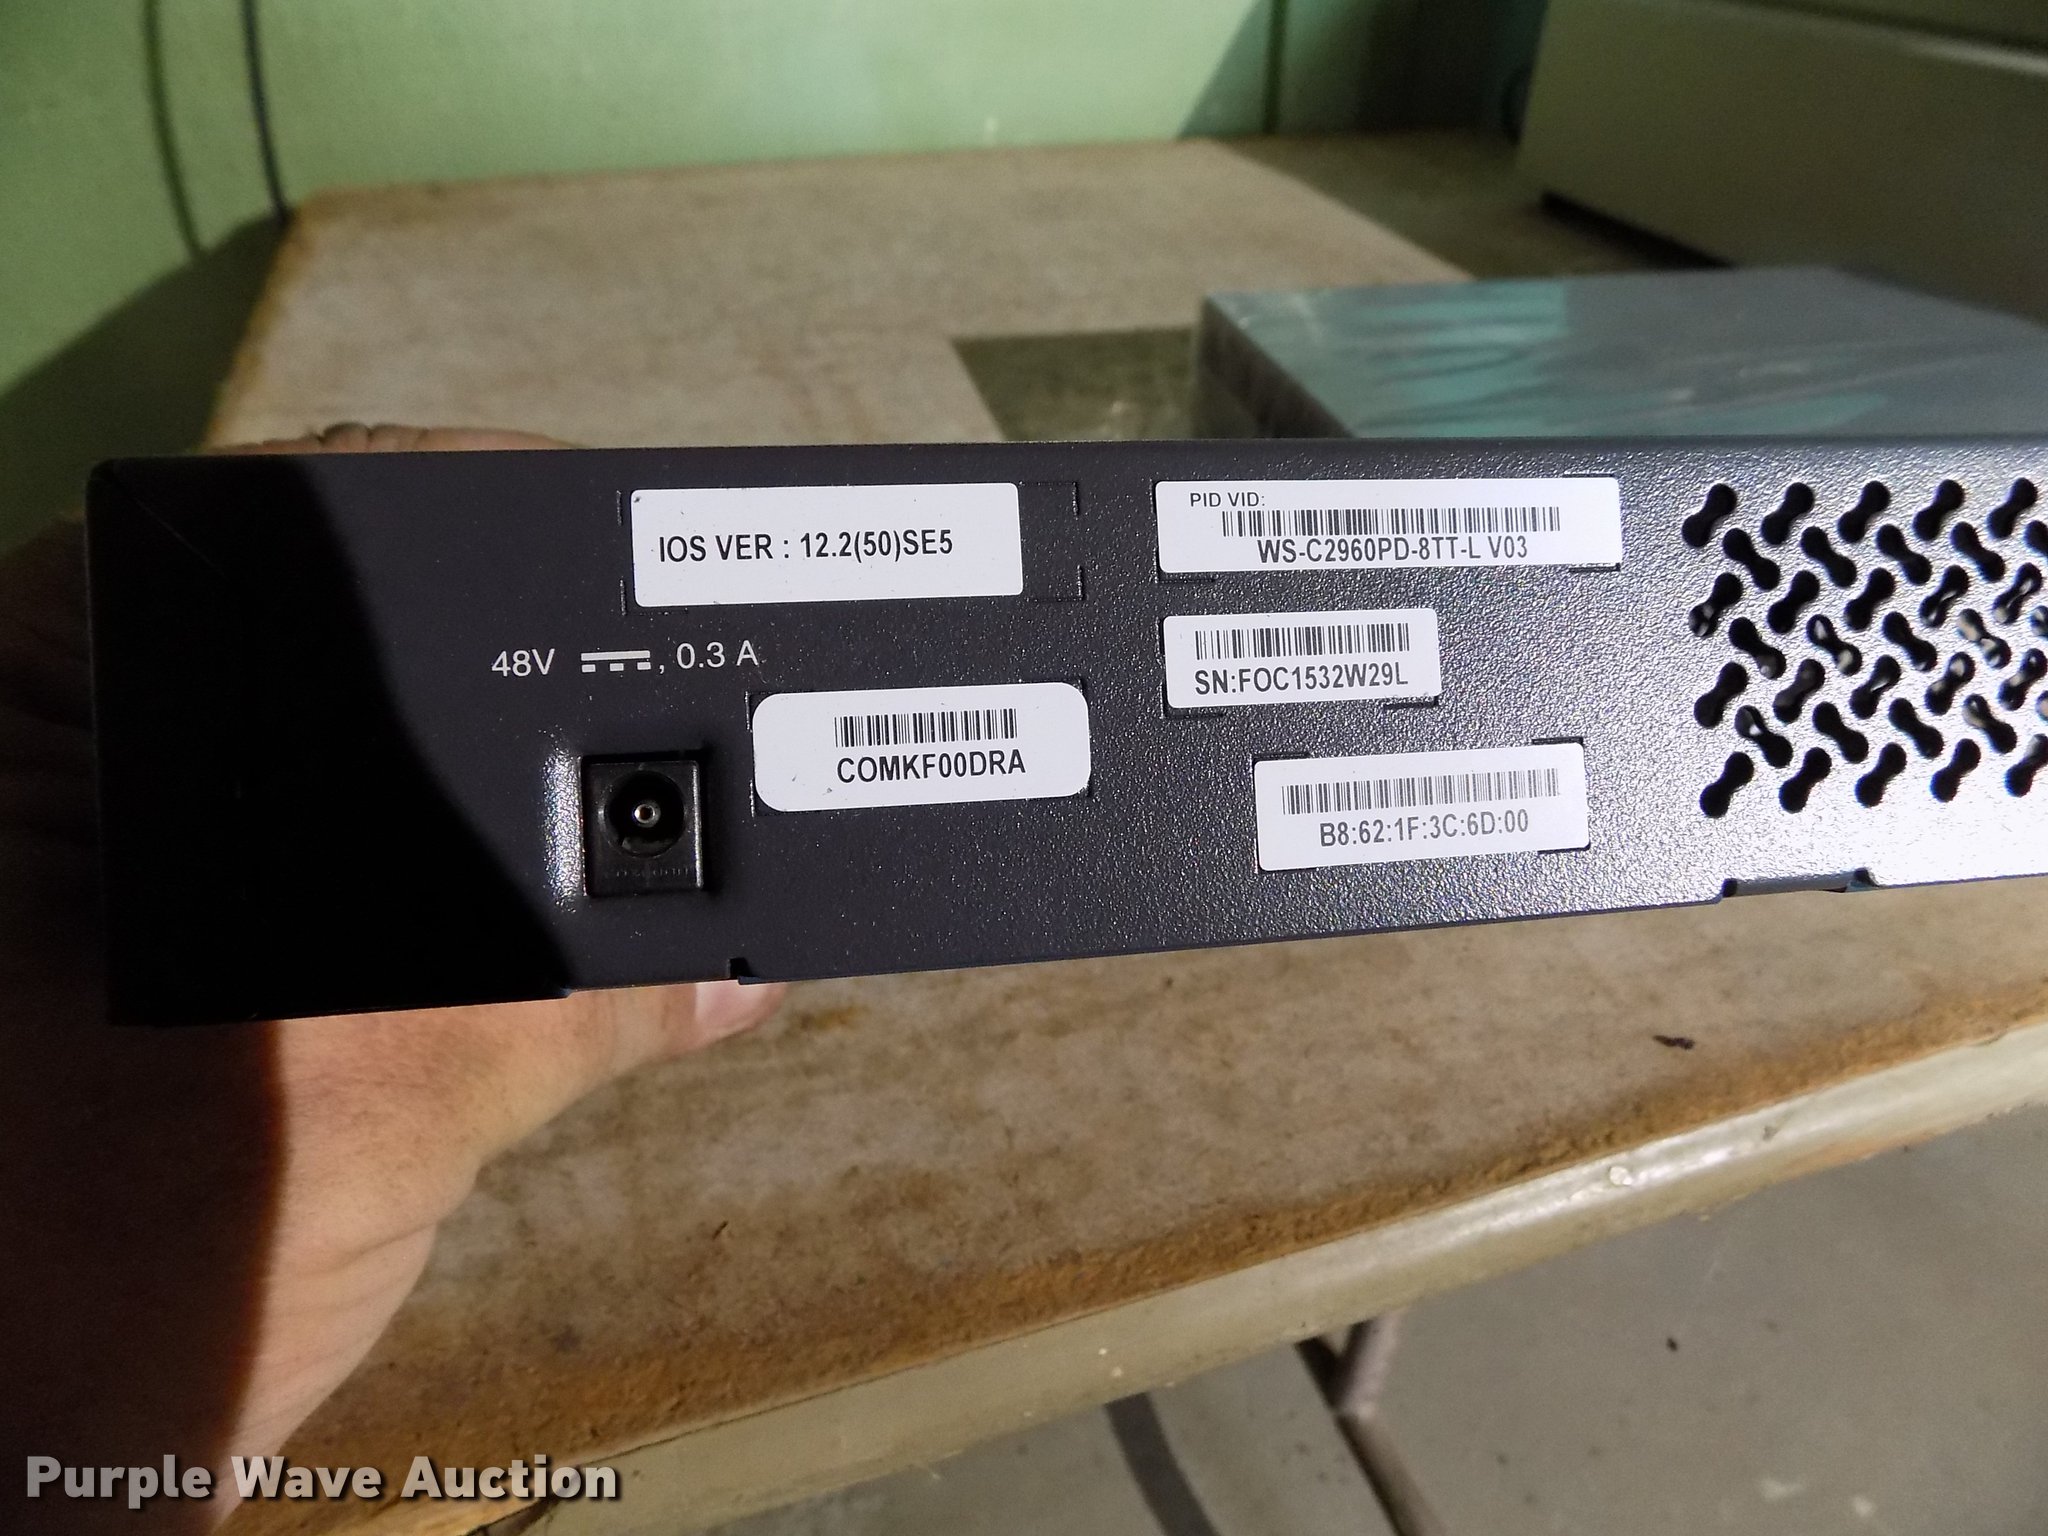 IOS VER : 12.2(50)SE5
PID VID:
WS-C2960PD-8TT-L V03
48V , 0.3 A
SN:FOC1532W29L
COMKF00DRA
B8:62:1F:3C:6D:00
Purple Wave Auction